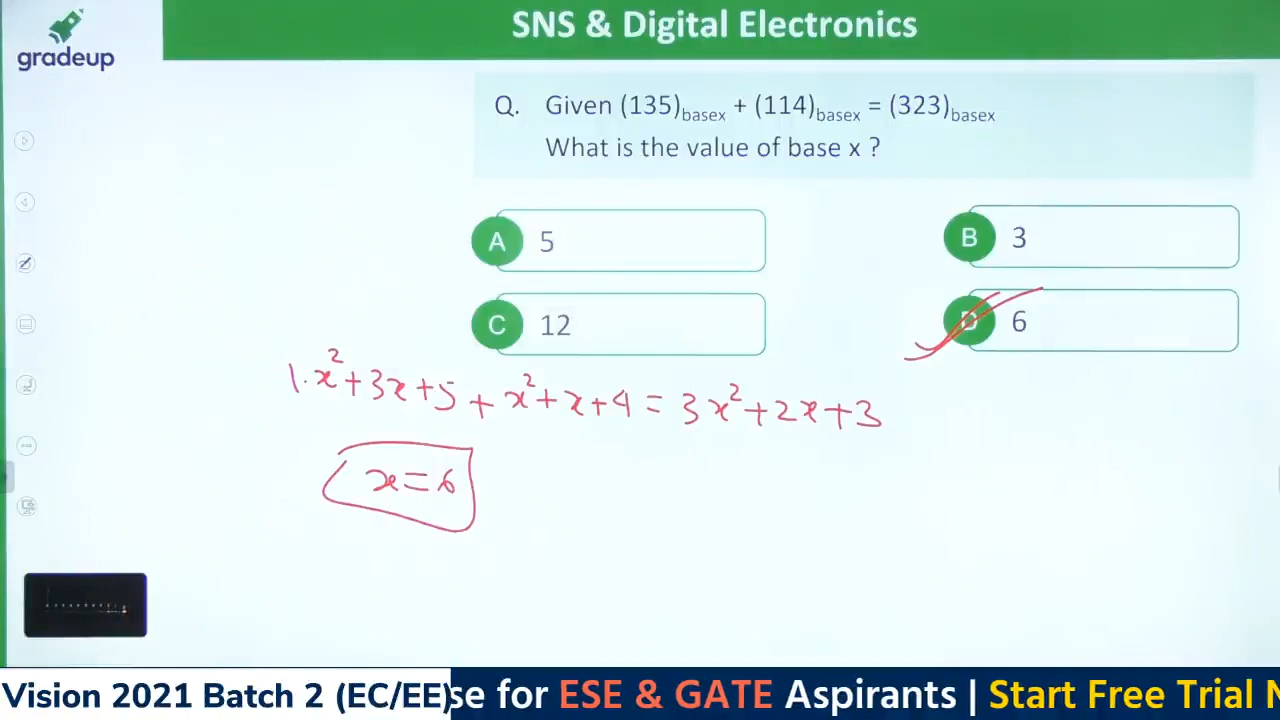 SNS & Digital Electronics
gradeup
Q. Given (135)basex + (114)basex = (323)basex
What is the value of base x ?
A 5
B 3
C 12
D 6
1·x²+3x+5 + x²+x+4 = 3x²+2x+3
x=6
Vision 2021 Batch 2 (EC/EE)
se for ESE & GATE Aspirants | Start Free Trial N